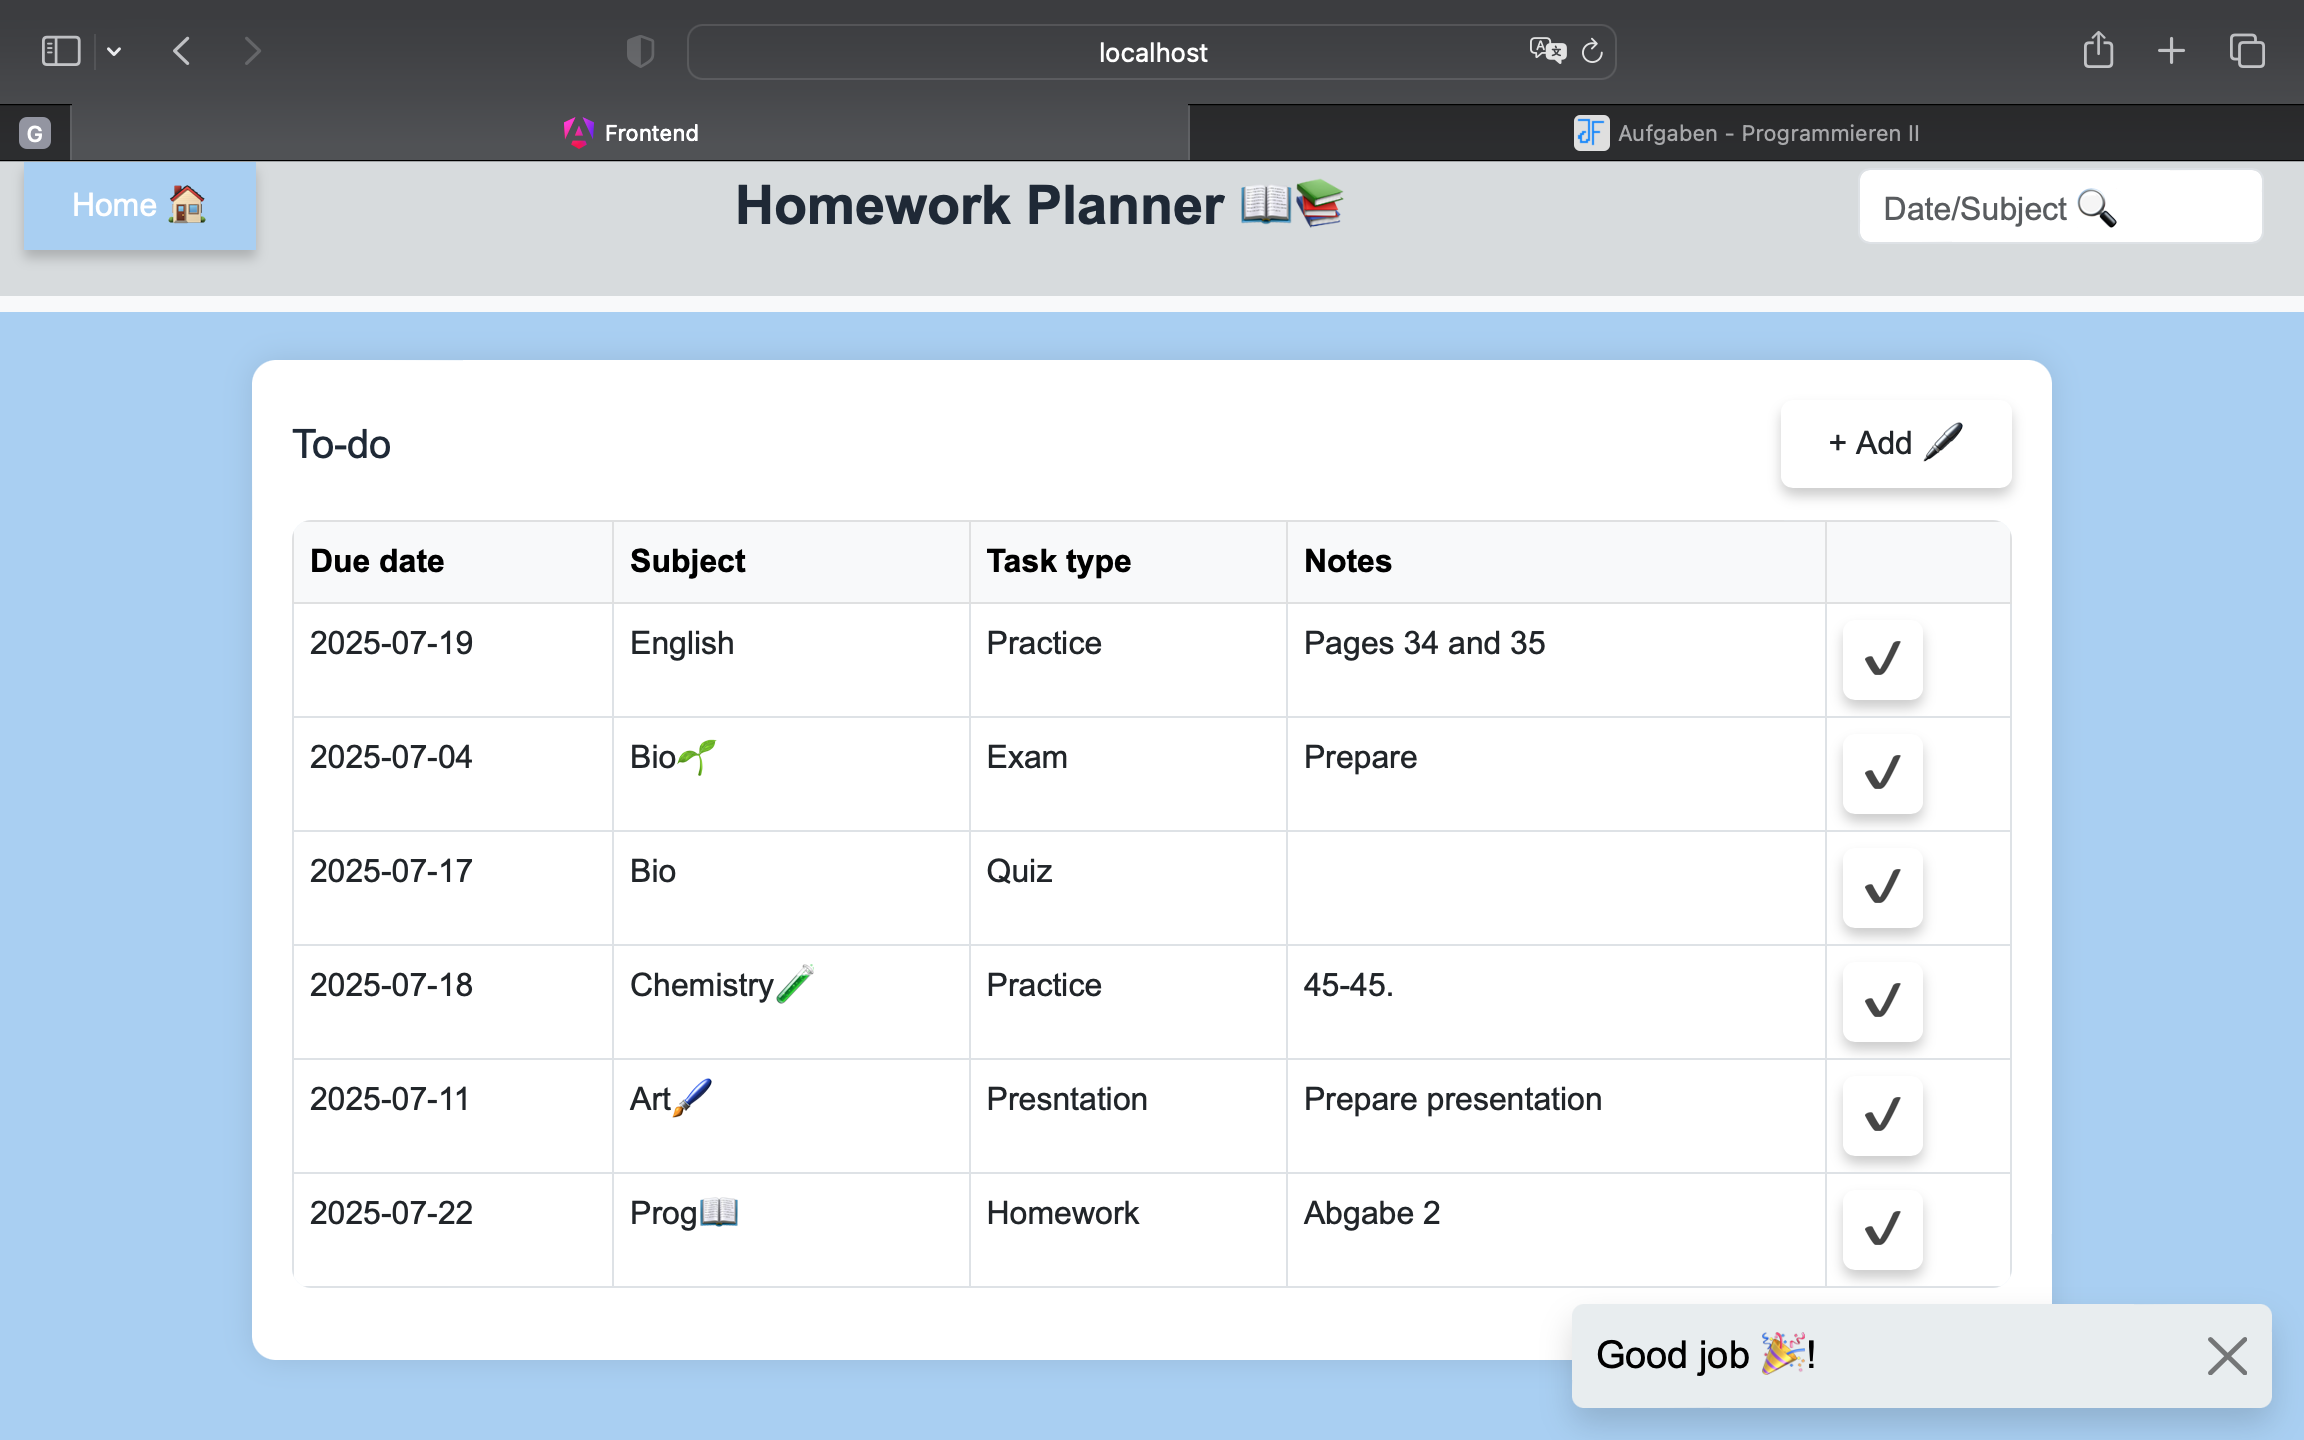 localhost
G
Frontend
Aufgaben - Programmieren II
Home 🏠
Homework Planner 📖📚
Date/Subject 🔍
To-do
+ Add 🖊️
Due date Subject Task type Notes
2025-07-19 English Practice Pages 34 and 35 ✔
2025-07-04 Bio🌱 Exam Prepare ✔
2025-07-17 Bio Quiz ✔
2025-07-18 Chemistry🧪 Practice 45-45. ✔
2025-07-11 Art🖌️ Presntation Prepare presentation ✔
2025-07-22 Prog📖 Homework Abgabe 2 ✔
Good job 🎉!